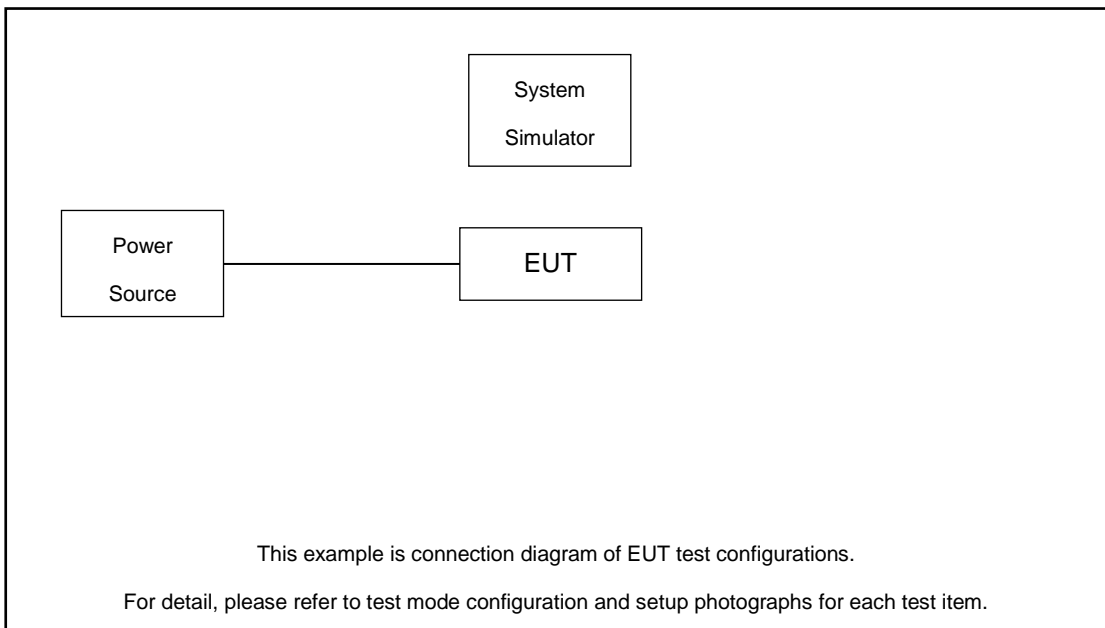 System
Simulator
Power
Source
EUT
This example is connection diagram of EUT test configurations.
For detail, please refer to test mode configuration and setup photographs for each test item.